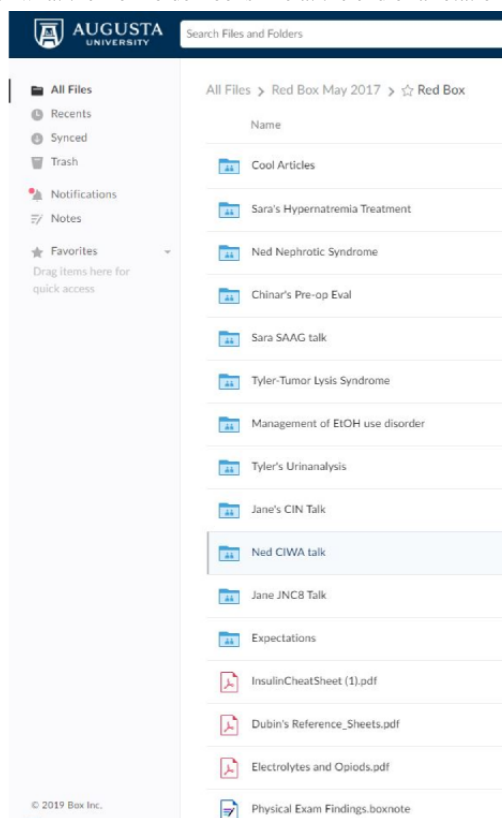 AUGUSTA
UNIVERSITY
Search Files and Folders
All Files
Recents
Synced
Trash
Notifications
Notes
Favorites
Drag items here for
quick access
All Files > Red Box May 2017 > ☆ Red Box
Name
Cool Articles
Sara's Hypernatremia Treatment
Ned Nephrotic Syndrome
Chinar's Pre-op Eval
Sara SAAG talk
Tyler-Tumor Lysis Syndrome
Management of EtOH use disorder
Tyler's Urinanalysis
Jane's CIN Talk
Ned CIWA talk
Jane JNC8 Talk
Expectations
InsulinCheatSheet (1).pdf
Dubin's Reference_Sheets.pdf
Electrolytes and Opiods.pdf
Physical Exam Findings.boxnote
© 2019 Box Inc.